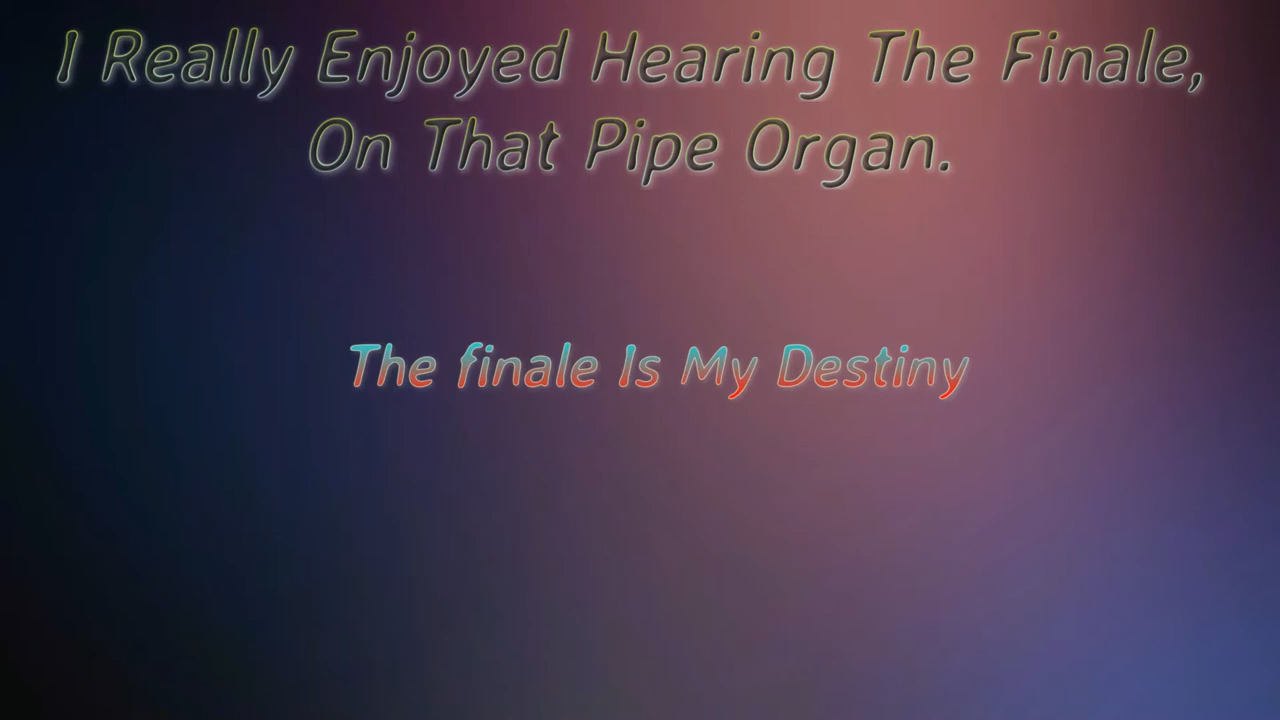 I Really Enjoyed Hearing The Finale,
On That Pipe Organ.
The finale Is My Destiny